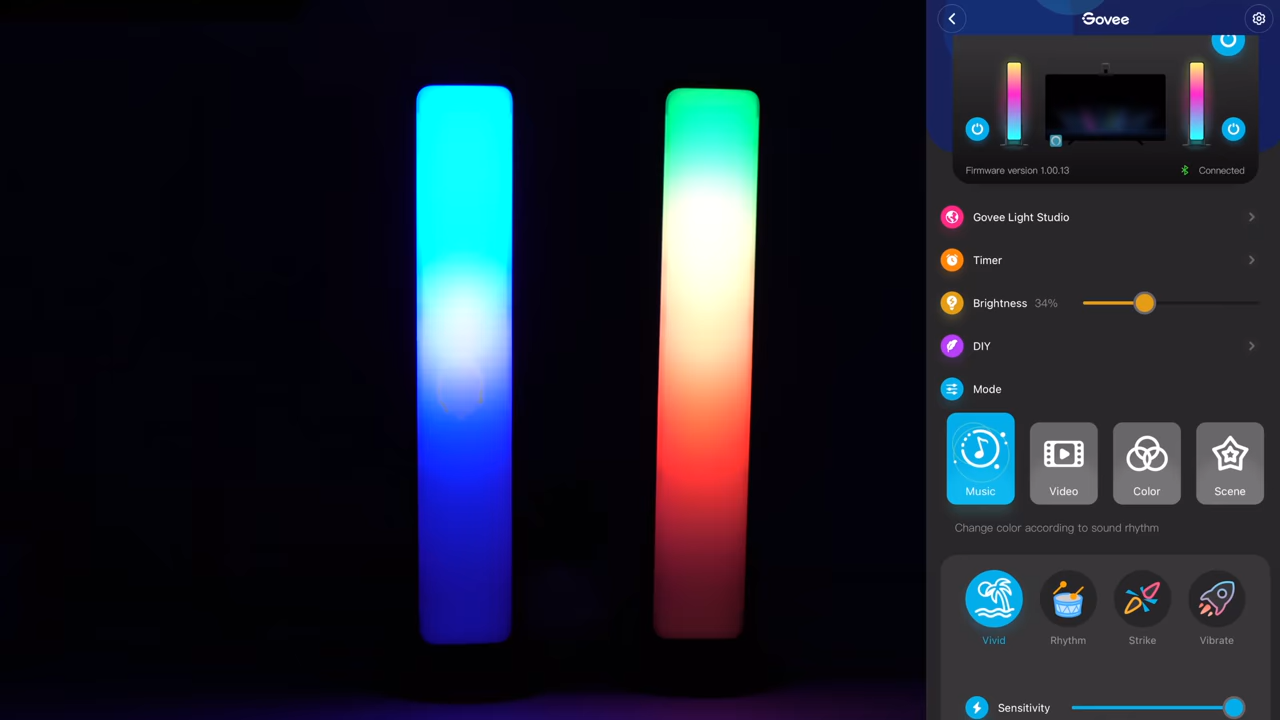 Govee
Firmware version 1.00.13
Connected
Govee Light Studio
Timer
Brightness 34%
DIY
Mode
Music
Video
Color
Scene
Change color according to sound rhythm
Vivid
Rhythm
Strike
Vibrate
Sensitivity